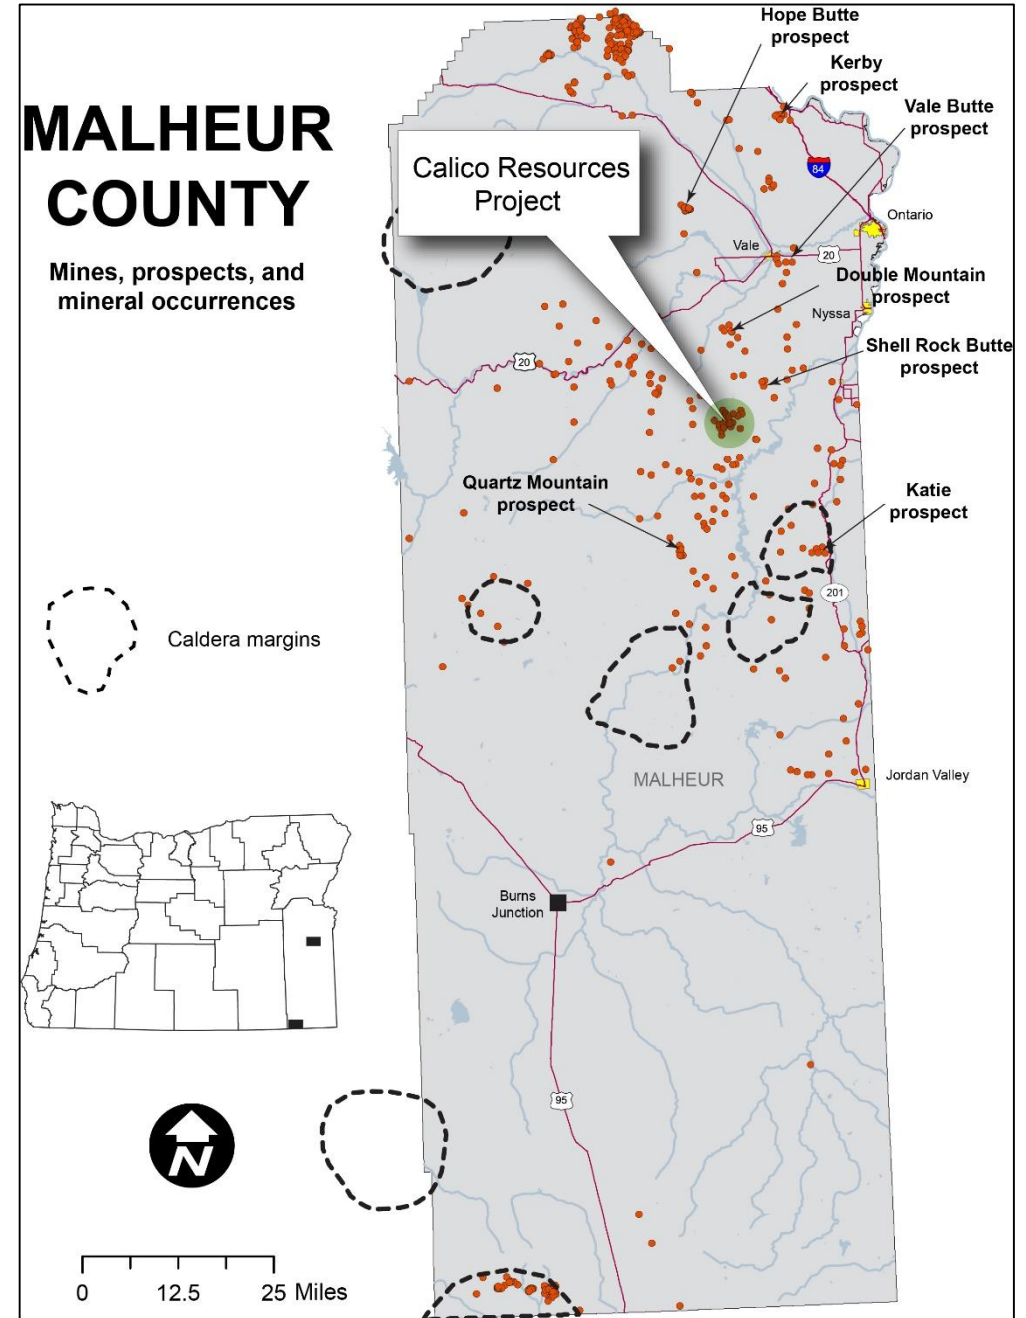 MALHEUR
COUNTY
Mines, prospects, and
mineral occurrences
Hope Butte
prospect
Kerby
prospect
Vale Butte
prospect
Calico Resources
Project
84
Ontario
Vale
20
Double Mountain
prospect
Nyssa
Shell Rock Butte
prospect
20
Quartz Mountain
prospect
Katie
prospect
201
Caldera margins
MALHEUR
Jordan Valley
95
Burns
Junction
95
N
0 12.5 25 Miles